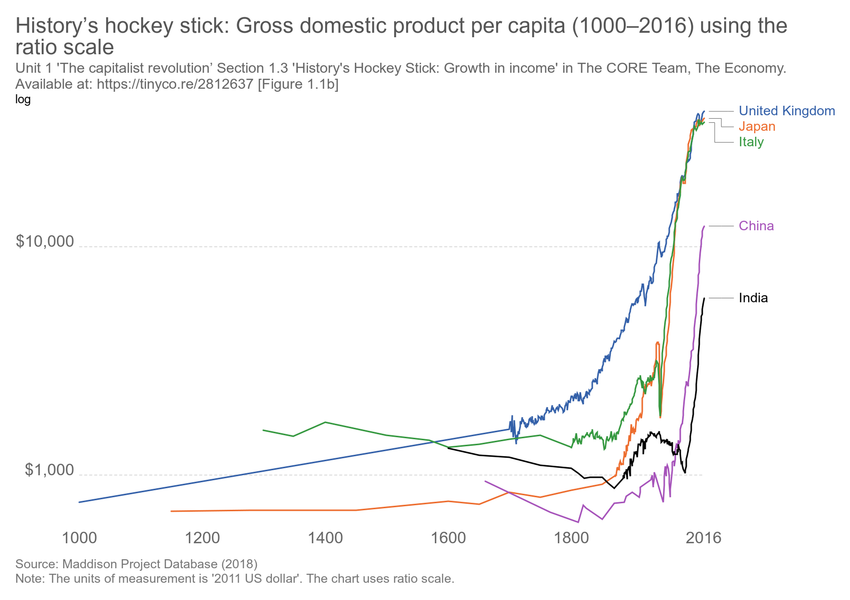 History’s hockey stick: Gross domestic product per capita (1000–2016) using the
ratio scale
Unit 1 'The capitalist revolution’ Section 1.3 'History's Hockey Stick: Growth in income' in The CORE Team, The Economy.
Available at: https://tinyco.re/2812637 [Figure 1.1b]
log
United Kingdom
Japan
Italy
China
$10,000
India
$1,000
1000
1200
1400
1600
1800
2016
Source: Maddison Project Database (2018)
Note: The units of measurement is '2011 US dollar'. The chart uses ratio scale.